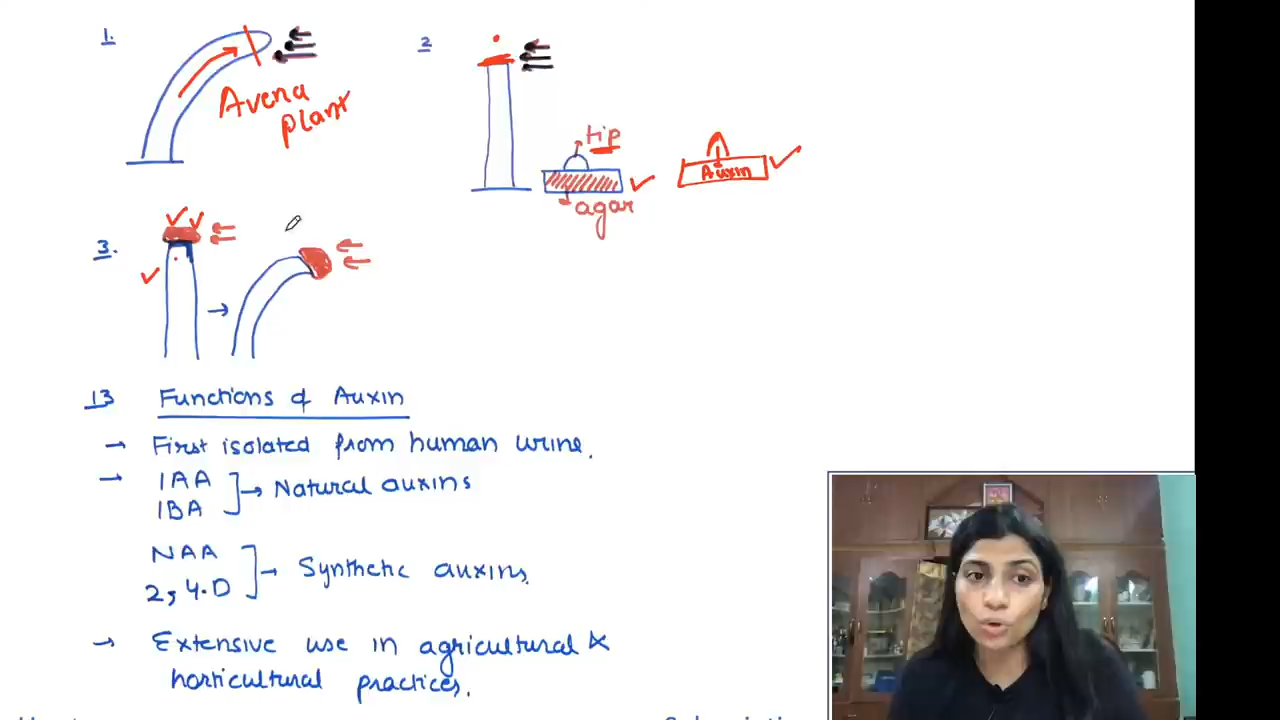 1.
Avena
plant
2
tip
agar
Auxin
3.
13 Functions of Auxin
→ First isolated from human urine.
→ IAA
IBA
→ Natural auxins
NAA
2,4.D
→ Synthetic auxins,
→ Extensive use in agricultural &
horticultural practices.